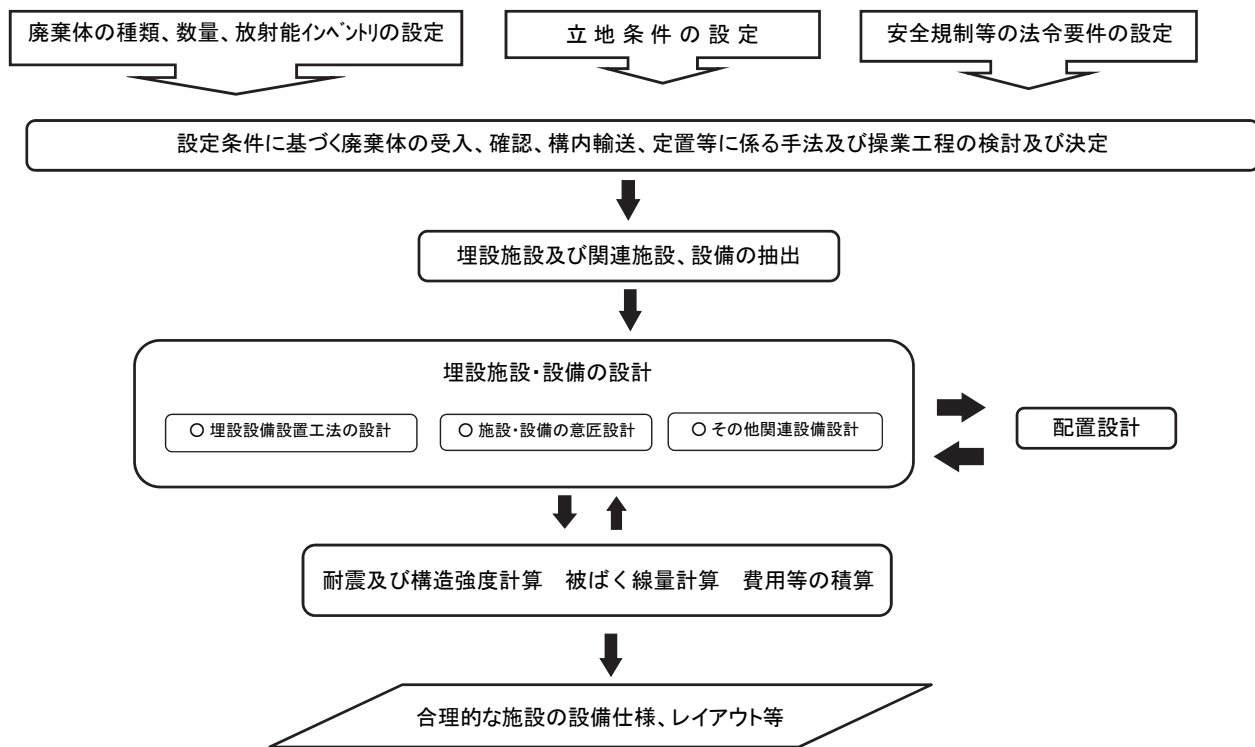 廃棄体の種類、数量、放射能ｲﾝﾍﾞﾝﾄﾘの設定
立地条件の設定
安全規制等の法令要件の設定
設定条件に基づく廃棄体の受入、確認、構内輸送、定置等に係る手法及び操業工程の検討及び決定
埋設施設及び関連施設、設備の抽出
埋設施設・設備の設計
○ 埋設設備設置工法の設計
○ 施設・設備の意匠設計
○ その他関連設備設計
配置設計
耐震及び構造強度計算　被ばく線量計算　費用等の積算
合理的な施設の設備仕様、レイアウト等